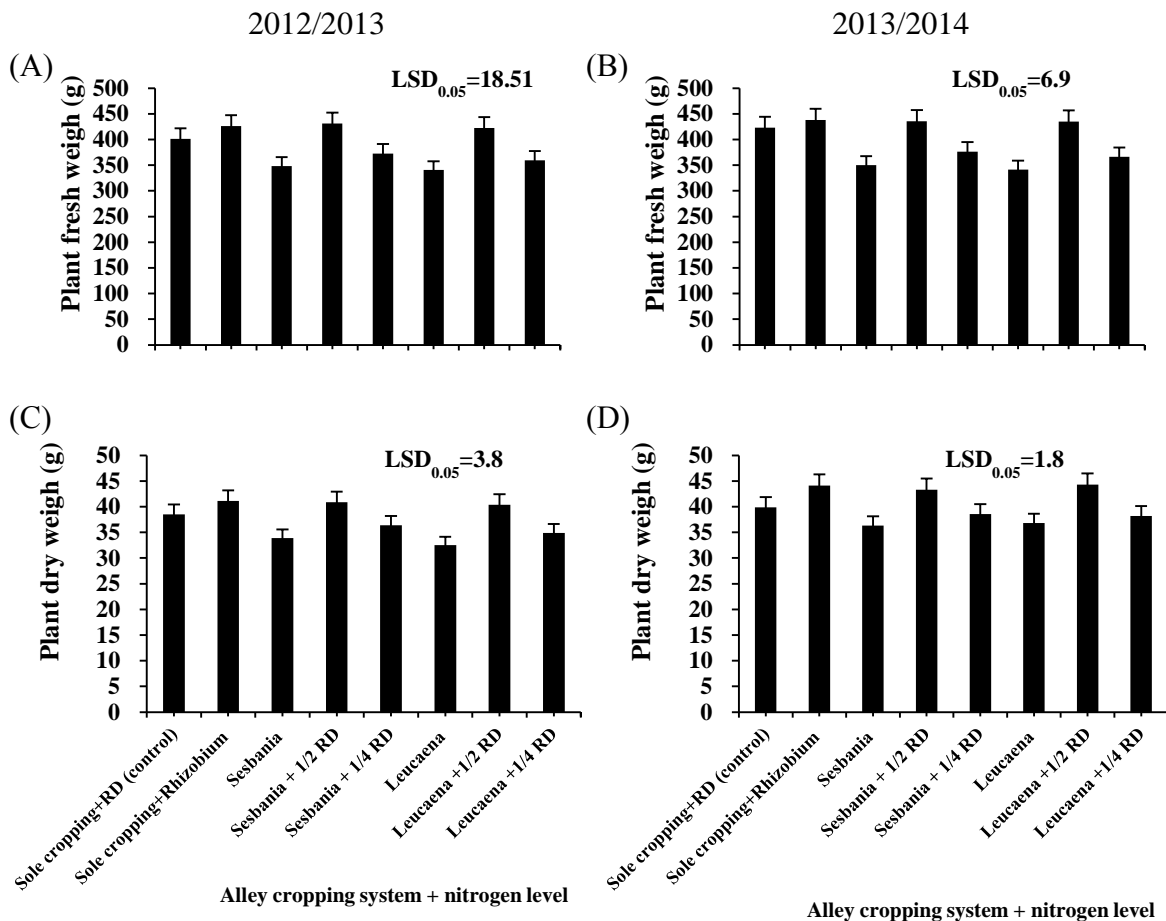 2012/2013
2013/2014
(A)
LSD0.05=18.51
Plant fresh weigh (g)
500
450
400
350
300
250
200
150
100
50
0
(B)
LSD0.05=6.9
Plant fresh weigh (g)
500
450
400
350
300
250
200
150
100
50
0
(C)
LSD0.05=3.8
Plant dry weigh (g)
50
45
40
35
30
25
20
15
10
5
0
Sole cropping+RD (control)
Sole cropping+Rhizobium
Sesbania
Sesbania + 1/2 RD
Sesbania + 1/4 RD
Leucaena
Leucaena +1/2 RD
Leucaena +1/4 RD
Alley cropping system + nitrogen level
(D)
LSD0.05=1.8
Plant dry weigh (g)
50
45
40
35
30
25
20
15
10
5
0
Sole cropping+RD (control)
Sole cropping+Rhizobium
Sesbania
Sesbania + 1/2 RD
Sesbania + 1/4 RD
Leucaena
Leucaena +1/2 RD
Leucaena +1/4 RD
Alley cropping system + nitrogen level